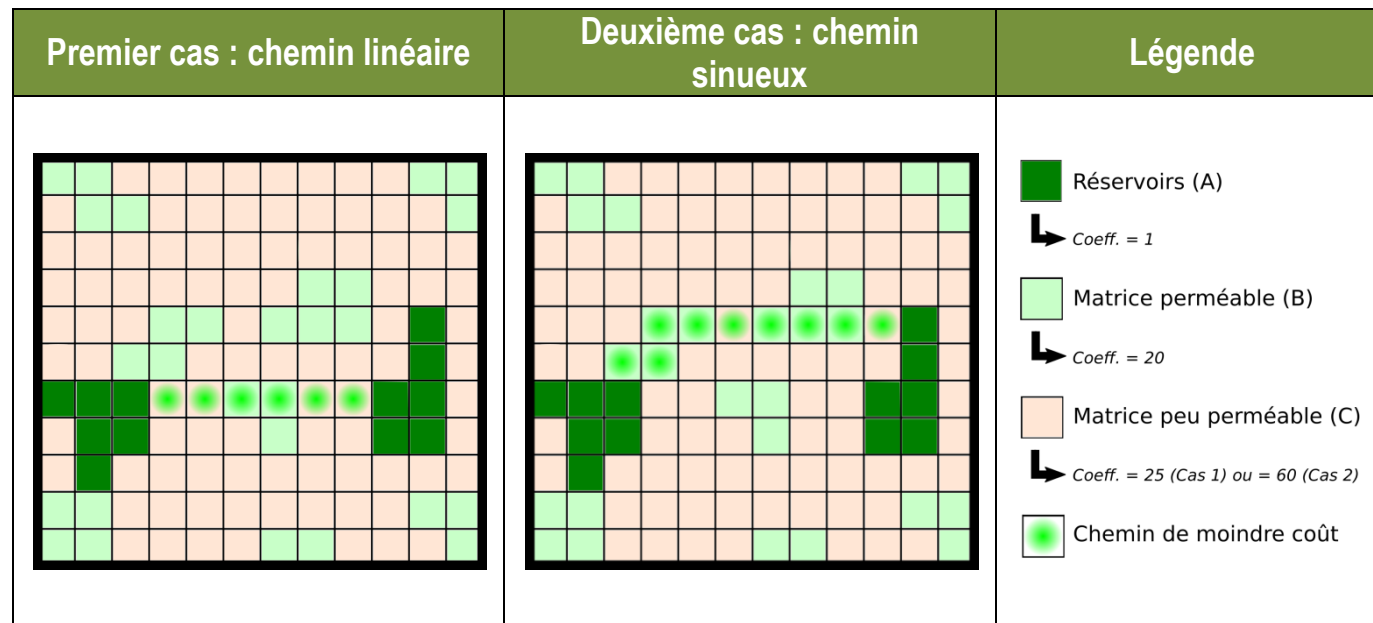 Premier cas : chemin linéaire
Deuxième cas : chemin
sinueux
Légende
Réservoirs (A)
Coeff. = 1
Matrice perméable (B)
Coeff. = 20
Matrice peu perméable (C)
Coeff. = 25 (Cas 1) ou = 60 (Cas 2)
Chemin de moindre coût